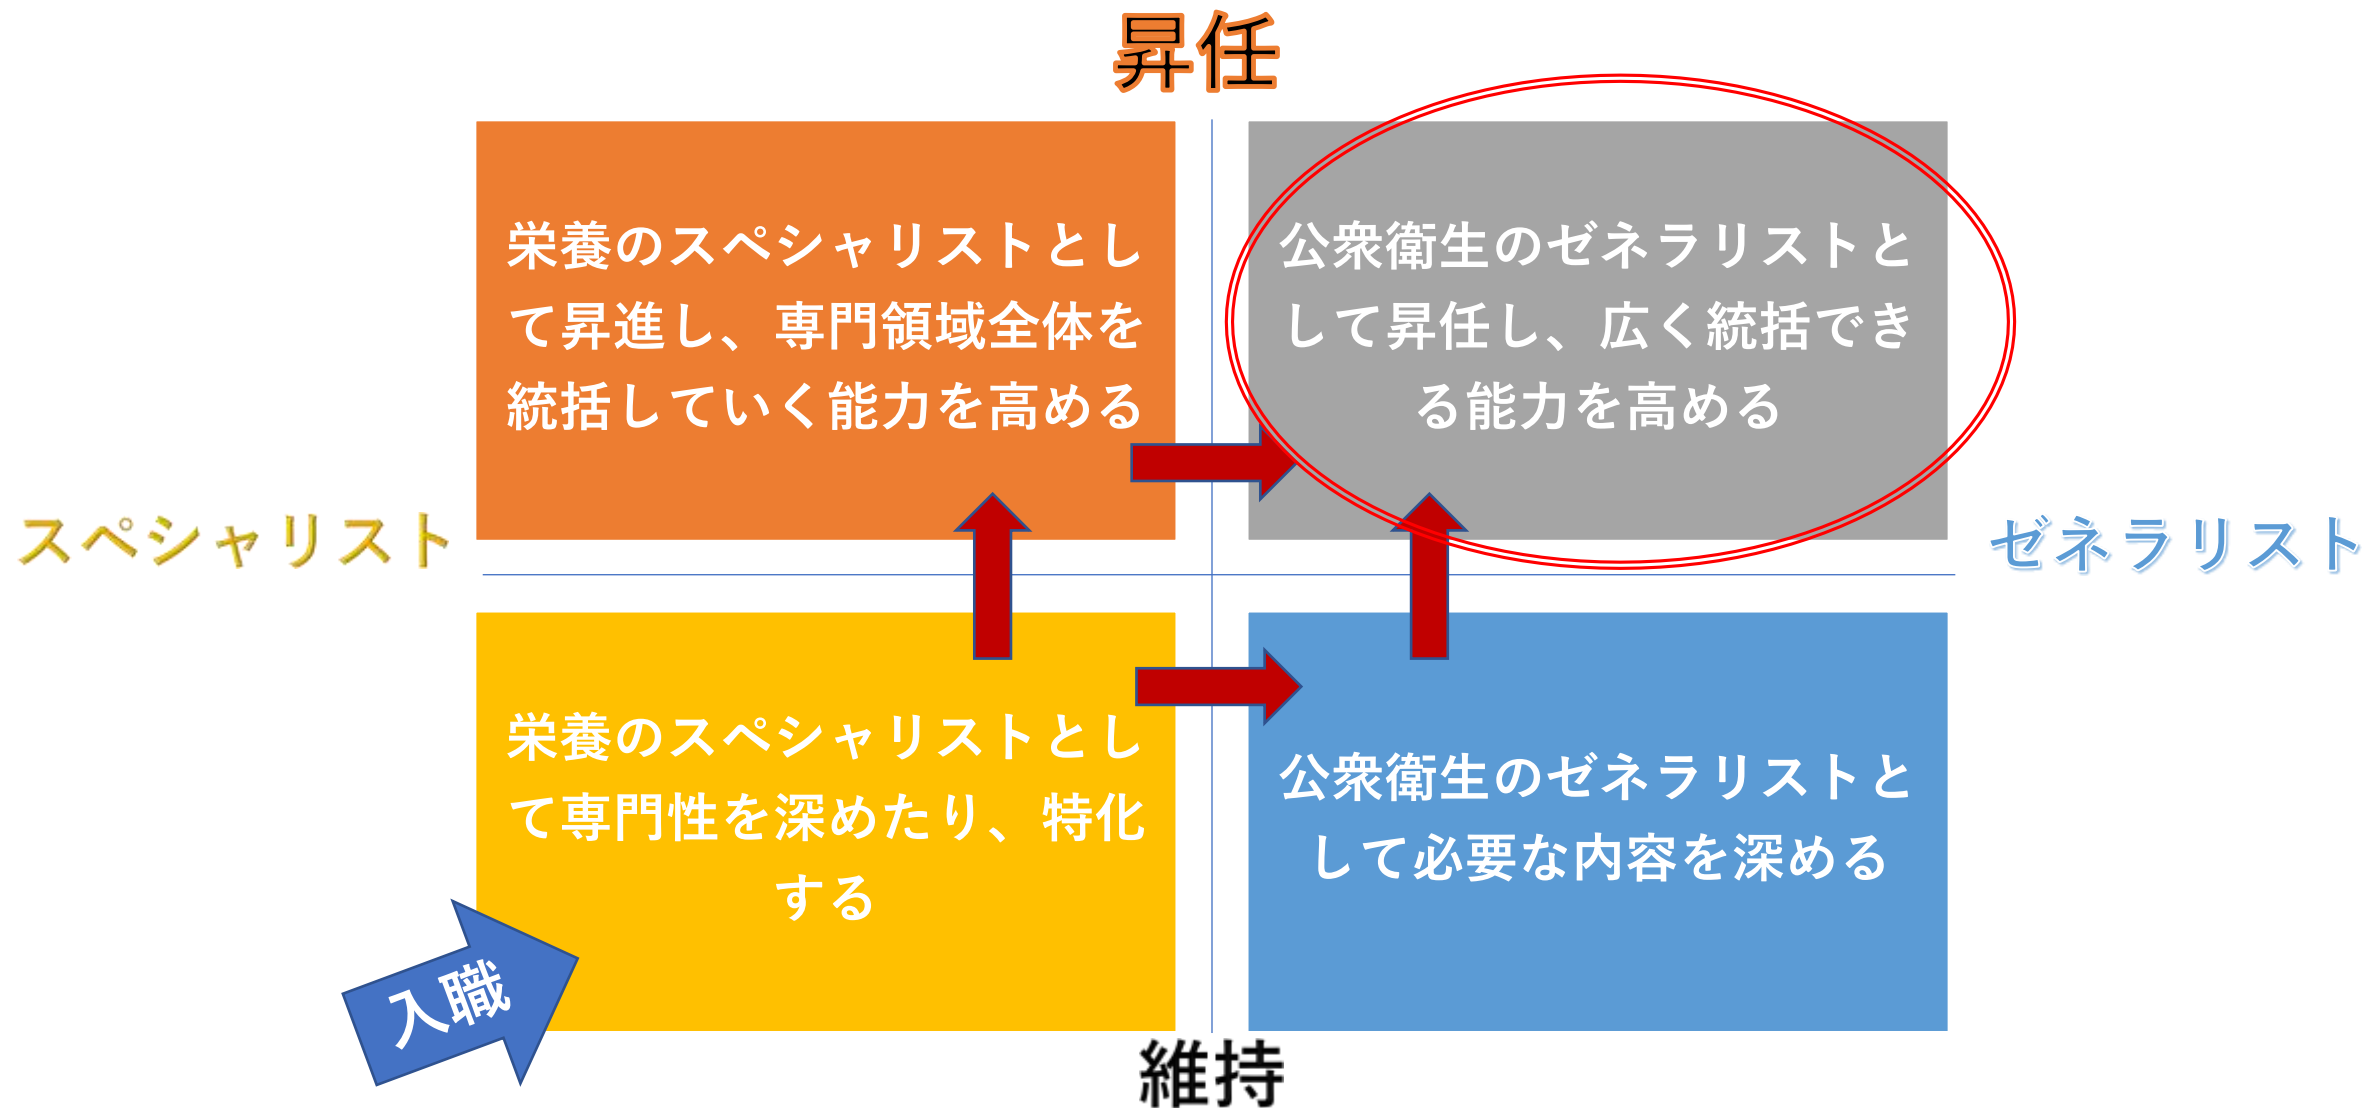 昇任
栄養のスペシャリストとし
て昇進し、専門領域全体を
統括していく能力を高める
公衆衛生のゼネラリストと
して昇任し、広く統括でき
る能力を高める
スペシャリスト
ゼネラリスト
栄養のスペシャリストとし
て専門性を深めたり、特化
する
公衆衛生のゼネラリストと
して必要な内容を深める
入職
維持